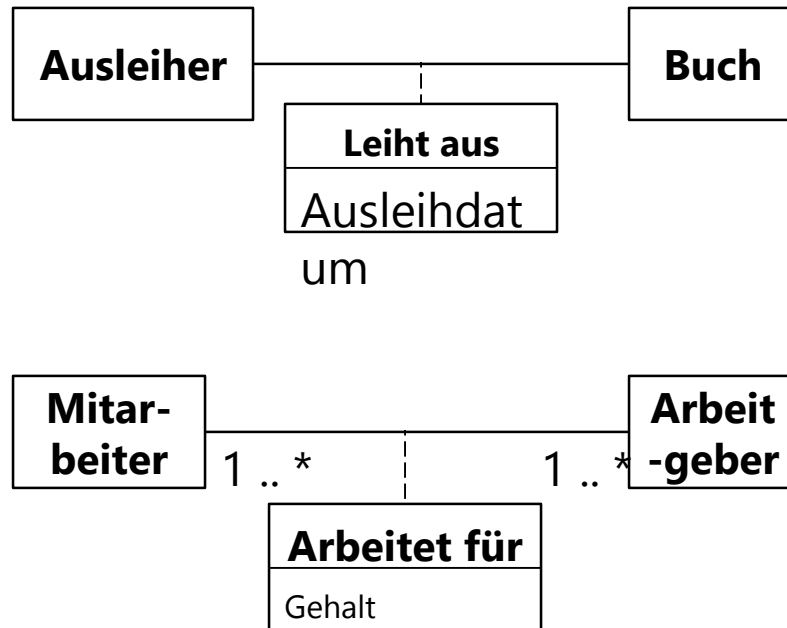 Ausleiher
Buch
Leiht aus
Ausleihdat
um
Mitar-
beiter
Arbeit
-geber
1 .. *
1 .. *
Arbeitet für
Gehalt